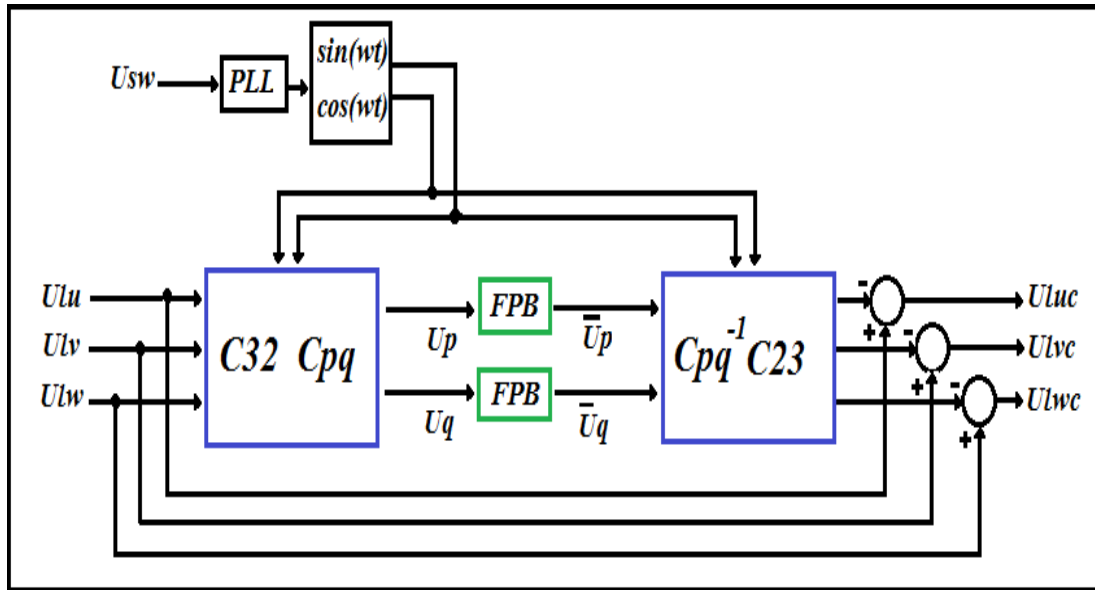 sin(wt)
Usw PLL
cos(wt)
Ulu
Ulv
Ulw
C32 Cpq
Up
FPB
Up
Uq
FPB
Uq
Cpq-1 C23
-
+
-
+
-
+
Uluc
Ulvc
Ulwc